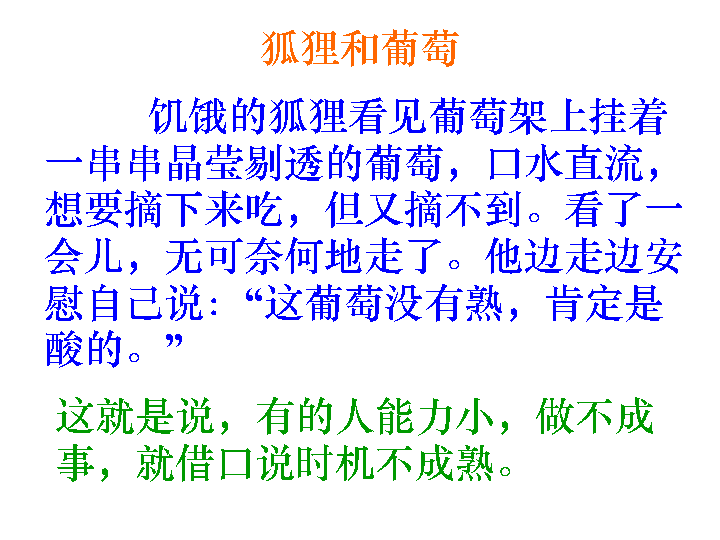 狐狸和葡萄
饥饿的狐狸看见葡萄架上挂着
一串串晶莹剔透的葡萄，口水直流，
想要摘下来吃，但又摘不到。看了一
会儿，无可奈何地走了。他边走边安
慰自己说：“这葡萄没有熟，肯定是
酸的。”
这就是说，有的人能力小，做不成
事，就借口说时机不成熟。